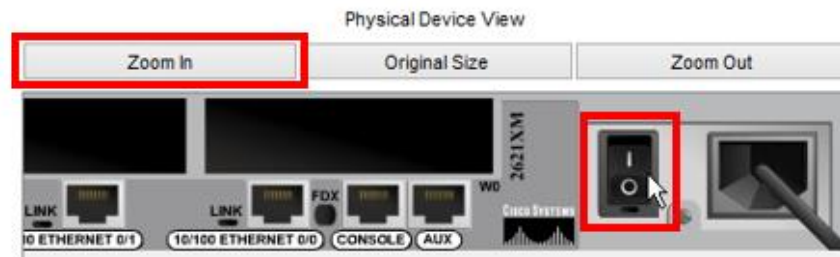 Physical Device View
Zoom In
Original Size
Zoom Out
2621XM
W0
LINK
LINK
FDX
CISCO SYSTEMS
0 ETHERNET 0/1
10/100 ETHERNET 0/0
CONSOLE
AUX